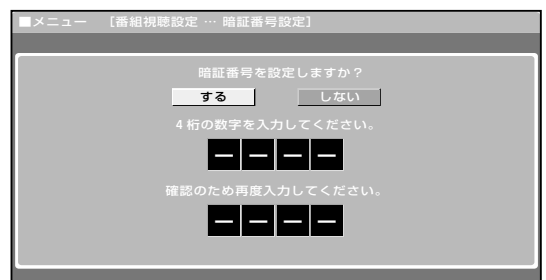 ■メニュー [番組視聴設定 … 暗証番号設定]
暗証番号を設定しますか？
する しない
4桁の数字を入力してください。
– – – –
確認のため再度入力してください。
– – – –